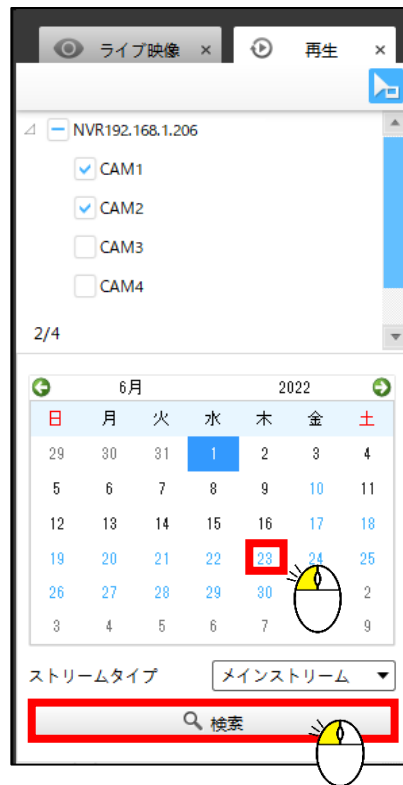 ライブ映像 × 再生 ×
NVR192.168.1.206
CAM1
CAM2
CAM3
CAM4
2/4
6月 2022
日 月 火 水 木 金 土
29 30 31 1 2 3 4
5 6 7 8 9 10 11
12 13 14 15 16 17 18
19 20 21 22 23 24 25
26 27 28 29 30 2
3 4 5 6 7 9
ストリームタイプ メインストリーム
検索